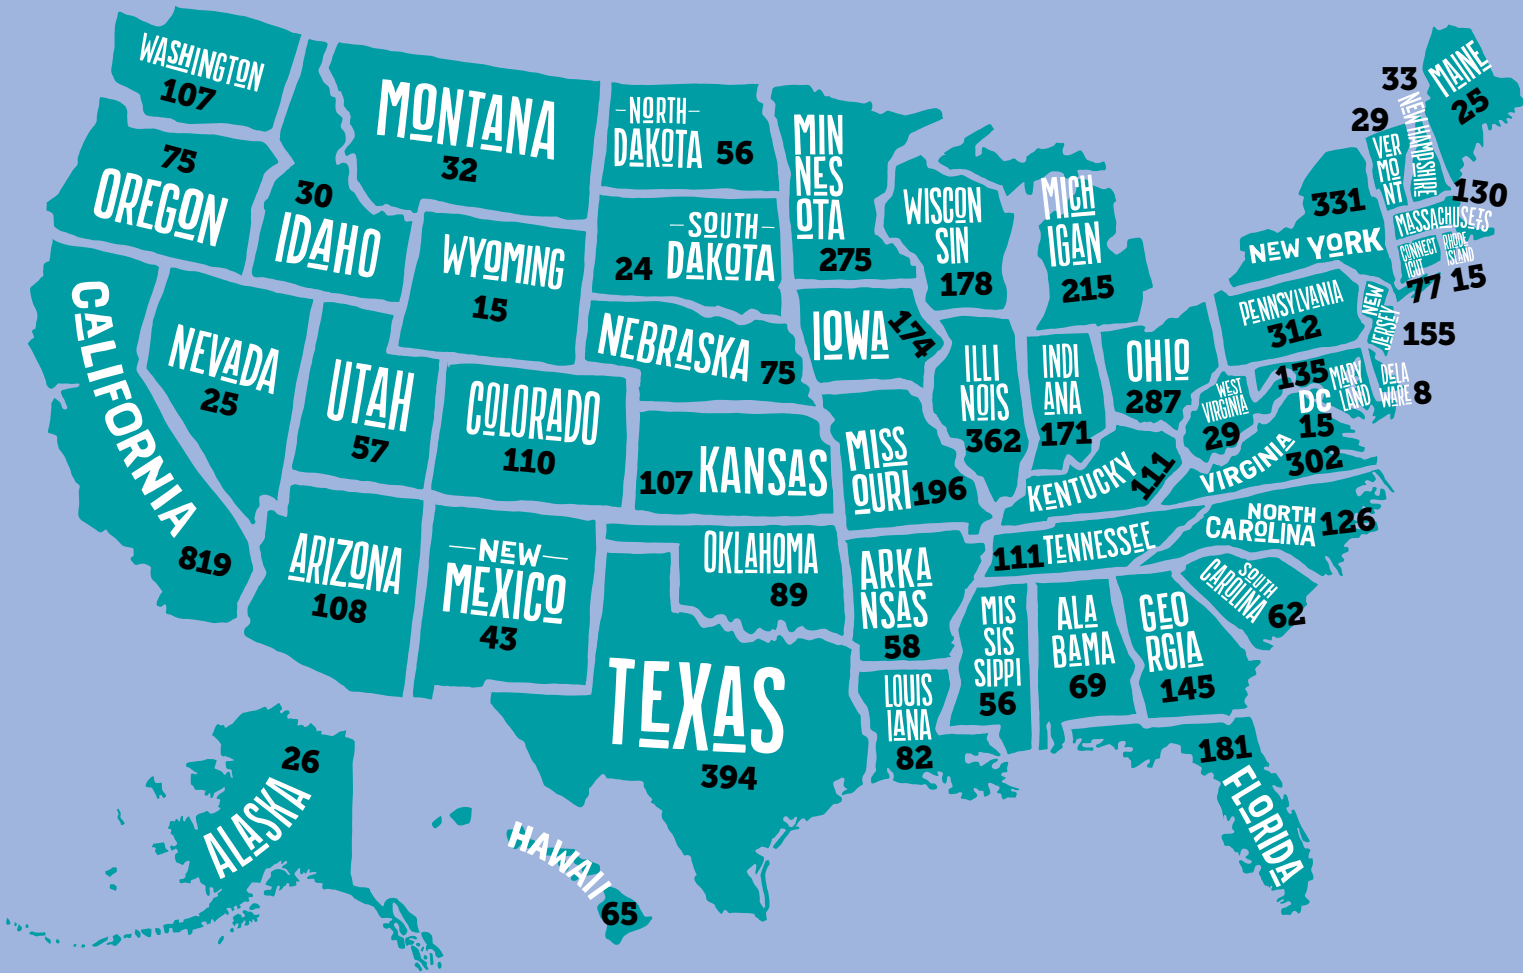 WASHINGTON
107
75
OREGON
CALIFORNIA
819
30
IDAHO
NEVADA
25
MONTANA
32
WYOMING
15
UTAH
57
COLORADO
110
ARIZONA
108
NEW
MEXICO
43
NORTH
DAKOTA 56
SOUTH
24 DAKOTA
NEBRASKA 75
107 KANSAS
OKLAHOMA
89
TEXAS
394
MIN
NES
OTA
275
IOWA 174
MISS
OURI 196
ARKA
NSAS
58
LOUIS
IANA
82
WISCON
SIN
178
ILLI
NOIS
362
MICH
IGAN
215
INDI
ANA
171
OHIO
287
KENTUCKY 111
111 TENNESSEE
MIS
SIS
SIPPI
56
ALA
BAMA
69
GEO
RGIA
145
181
FLORIDA
SOUTH
CAROLINA
62
NORTH
CAROLINA 126
VIRGINIA 302
WEST
VIRGINIA
29
135 MARY
LAND
DC
15
DELA
WARE 8
PENNSYLVANIA
312
NEW
JERSEY 155
331
NEW YORK
CONNECT
ICUT
77
RHODE
ISLAND
15
130
MASSACHUSETTS
29
VER
MO
NT
33
NEW HAMPSHIRE
MAINE
25
26
ALASKA
HAWAII
65